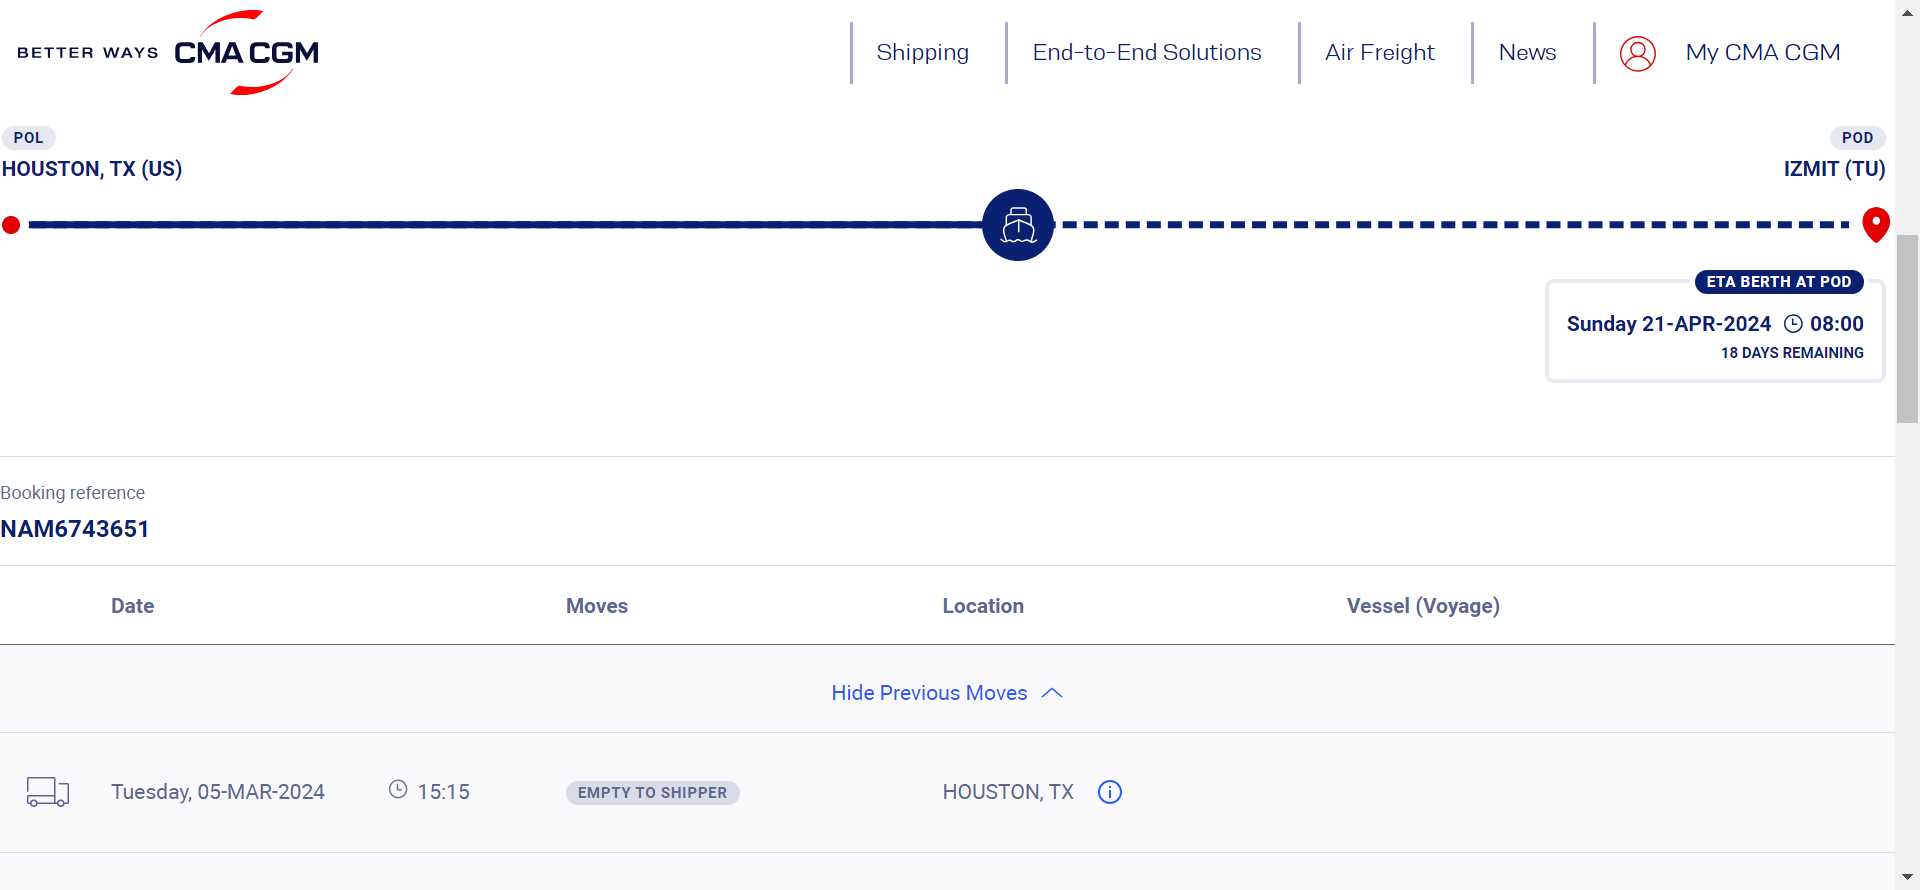 BETTER WAYS CMA CGM
Shipping
End-to-End Solutions
Air Freight
News
My CMA CGM
POL
POD
HOUSTON, TX (US)
IZMIT (TU)
ETA BERTH AT POD
Sunday 21-APR-2024 08:00
18 DAYS REMAINING
Booking reference
NAM6743651
Date Moves Location Vessel (Voyage)
Hide Previous Moves
Tuesday, 05-MAR-2024 15:15 EMPTY TO SHIPPER HOUSTON, TX